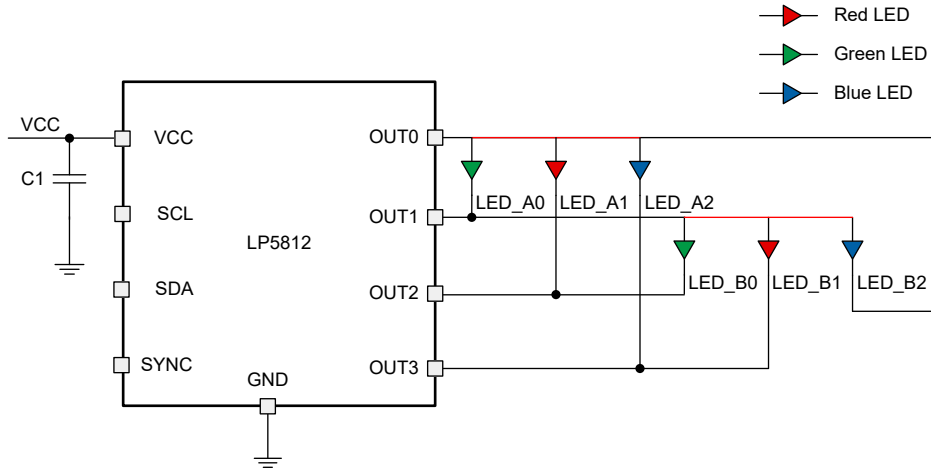 Red LED
Green LED
Blue LED
VCC
C1
VCC
SCL
SDA
SYNC
LP5812
GND
OUT0
OUT1
OUT2
OUT3
LED_A0
LED_A1
LED_A2
LED_B0
LED_B1
LED_B2